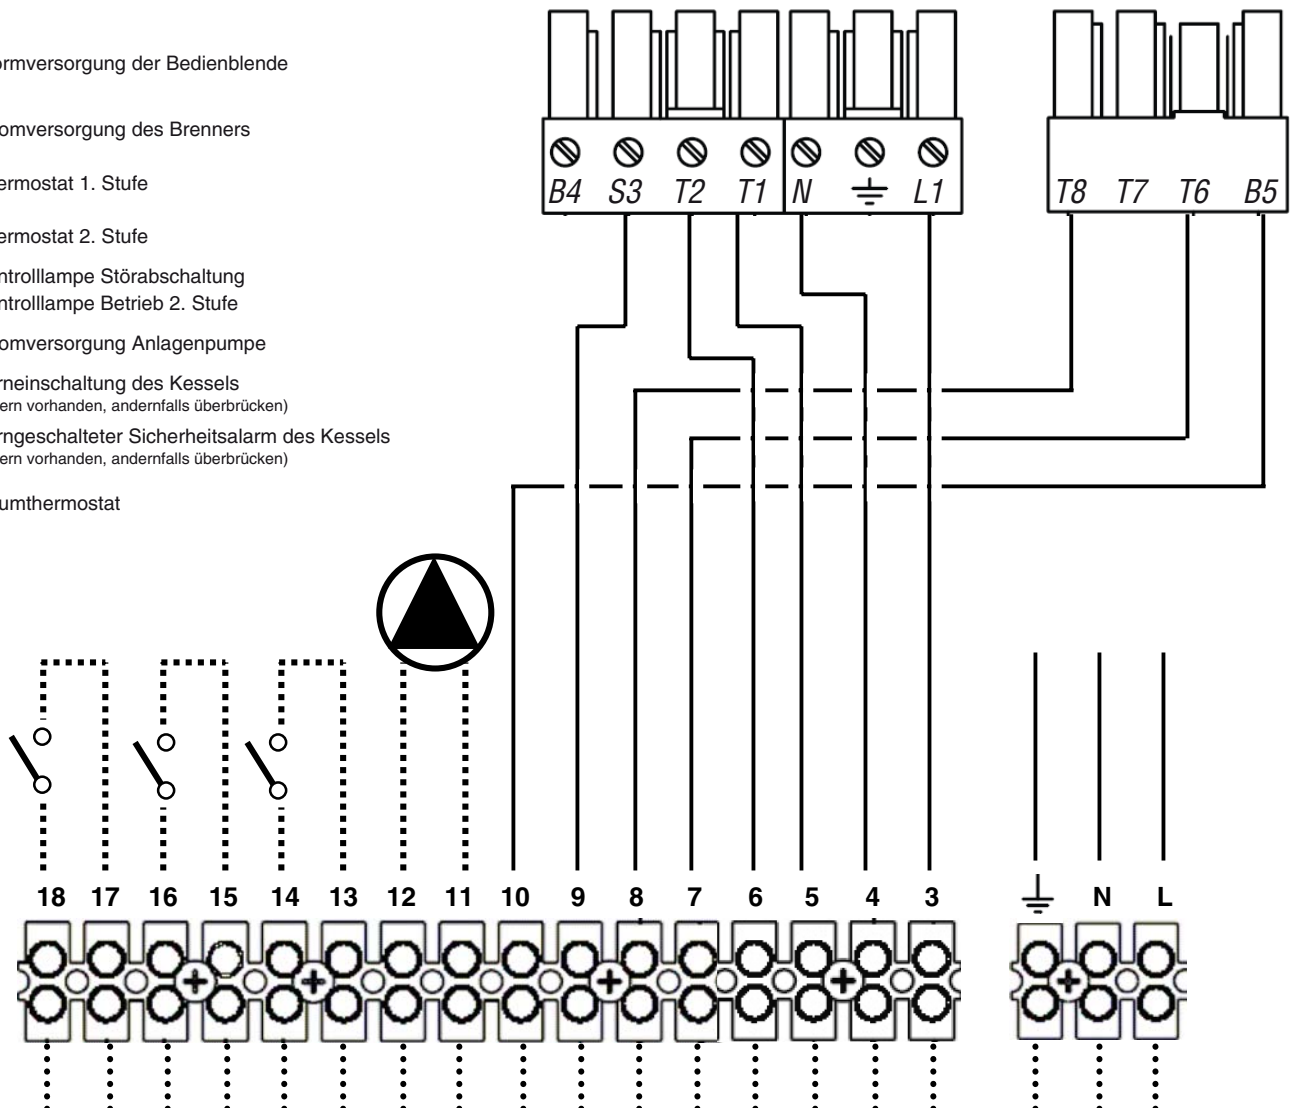 ormversorgung der Bedienblende
omversorgung des Brenners
ermostat 1. Stufe
ermostat 2. Stufe
ntrolllampe Störabschaltung
ntrolllampe Betrieb 2. Stufe
omversorgung Anlagenpumpe
rneinschaltung des Kessels
ern vorhanden, andernfalls überbrücken)
rngeschalteter Sicherheitsalarm des Kessels
ern vorhanden, andernfalls überbrücken)
umthermostat
B4 S3 T2 T1 N L1
T8 T7 T6 B5
18 17 16 15 14 13 12 11 10 9 8 7 6 5 4 3
N L